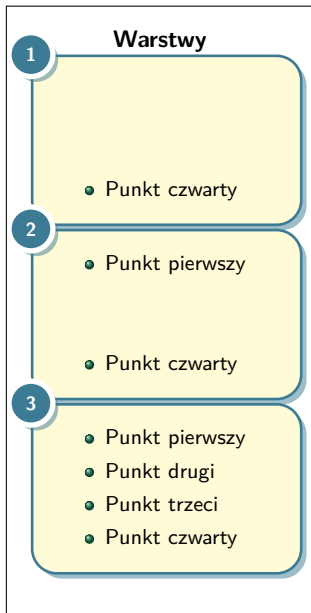 Warstwy
1
• Punkt czwarty
2
• Punkt pierwszy
• Punkt czwarty
3
• Punkt pierwszy
• Punkt drugi
• Punkt trzeci
• Punkt czwarty